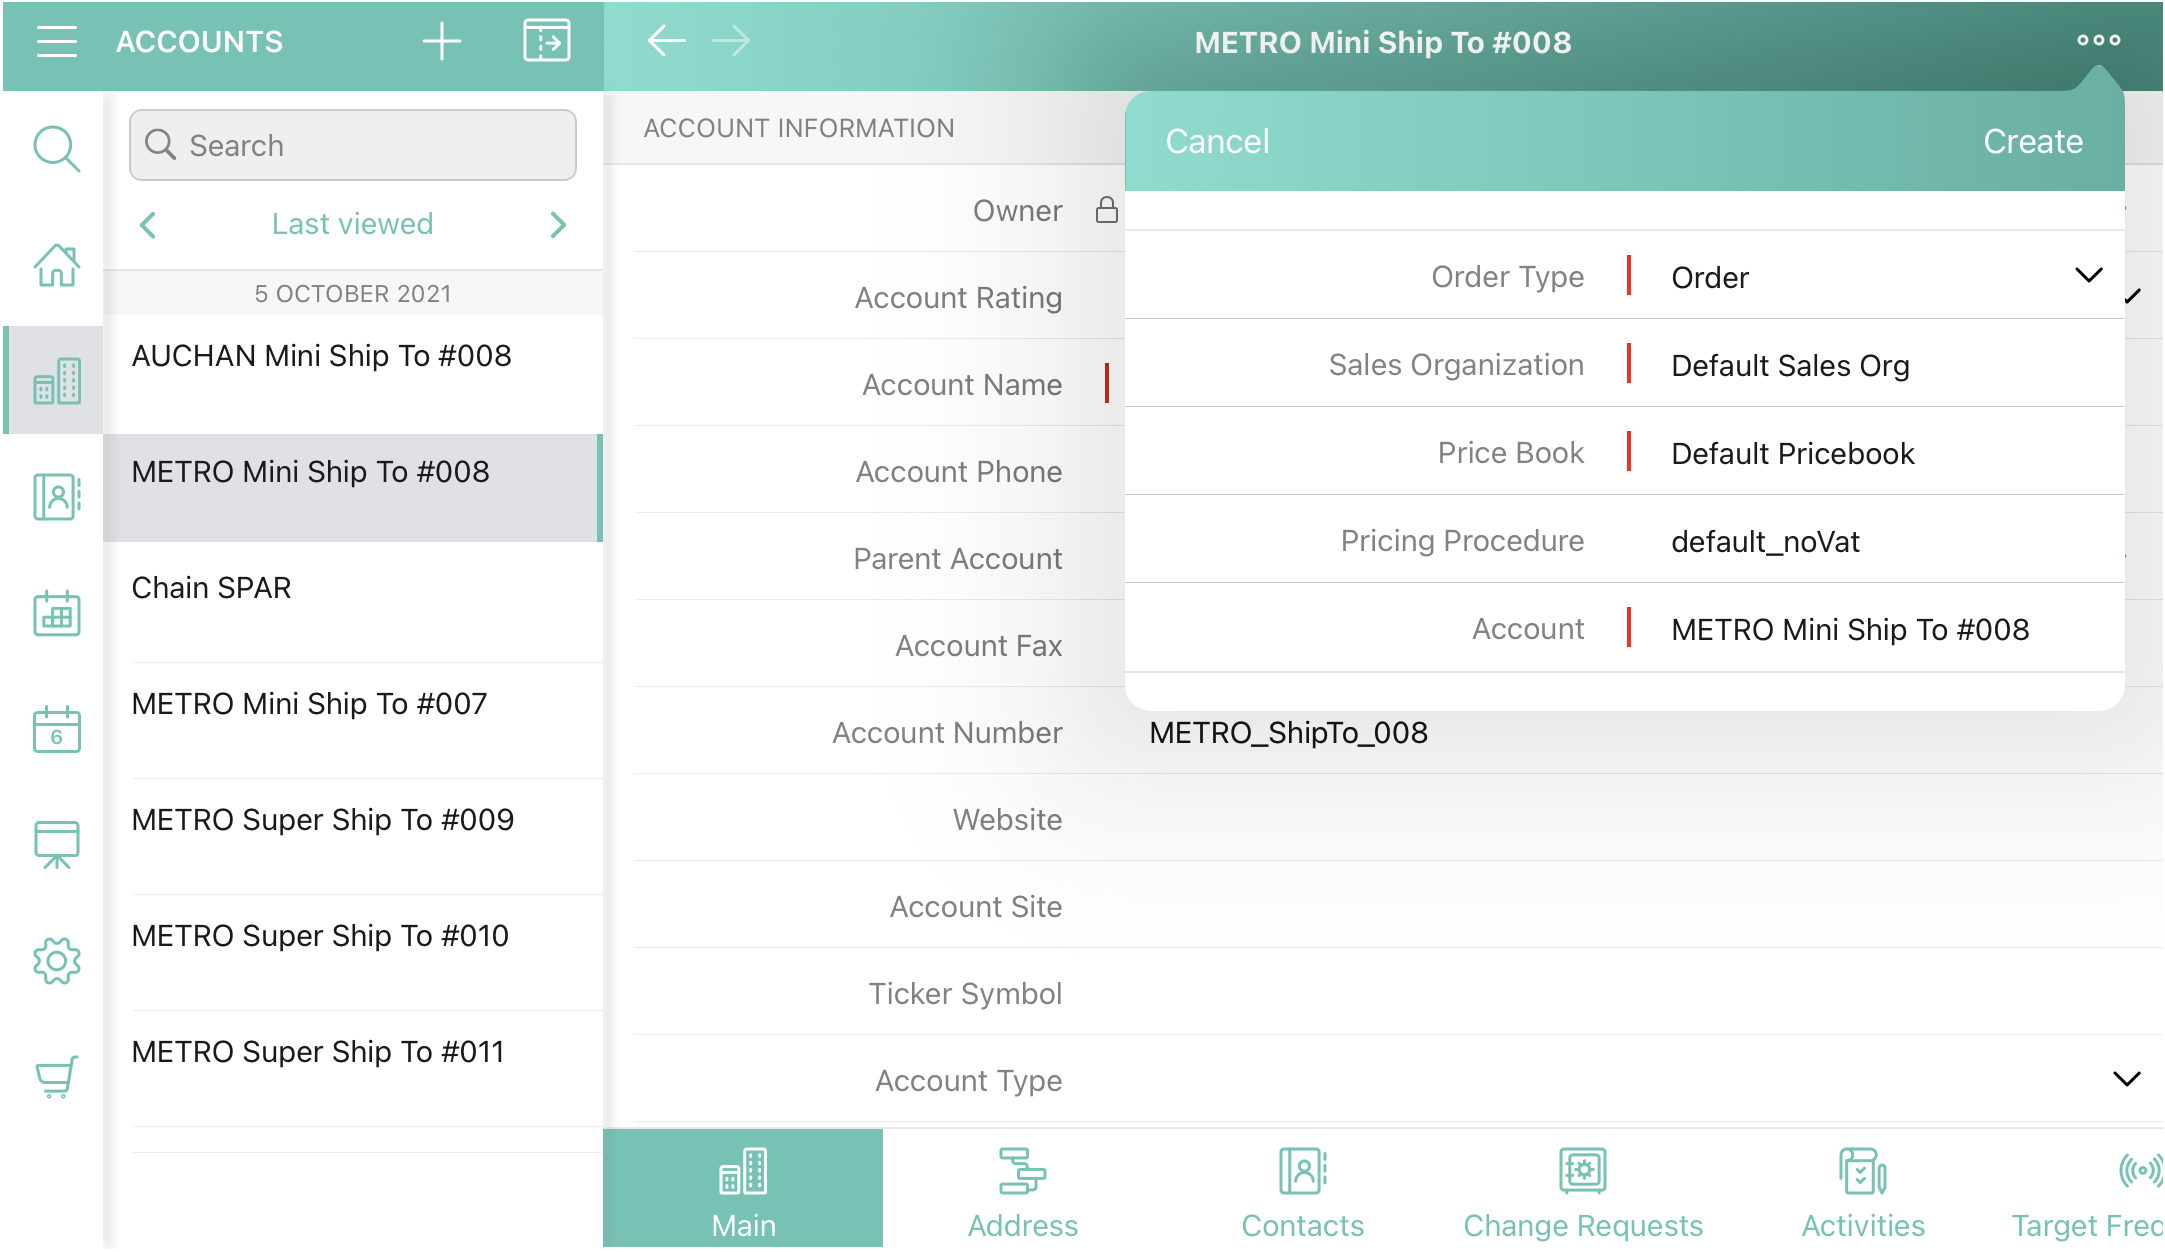 ACCOUNTS
METRO Mini Ship To #008
Search
Last viewed
5 OCTOBER 2021
AUCHAN Mini Ship To #008
METRO Mini Ship To #008
Chain SPAR
METRO Mini Ship To #007
METRO Super Ship To #009
METRO Super Ship To #010
METRO Super Ship To #011
6
ACCOUNT INFORMATION
Owner
Account Rating
Account Name
Account Phone
Parent Account
Account Fax
Account Number METRO_ShipTo_008
Website
Account Site
Ticker Symbol
Account Type
Cancel Create
Order Type Order
Sales Organization Default Sales Org
Price Book Default Pricebook
Pricing Procedure default_noVat
Account METRO Mini Ship To #008
Main Address Contacts Change Requests Activities Target Freq